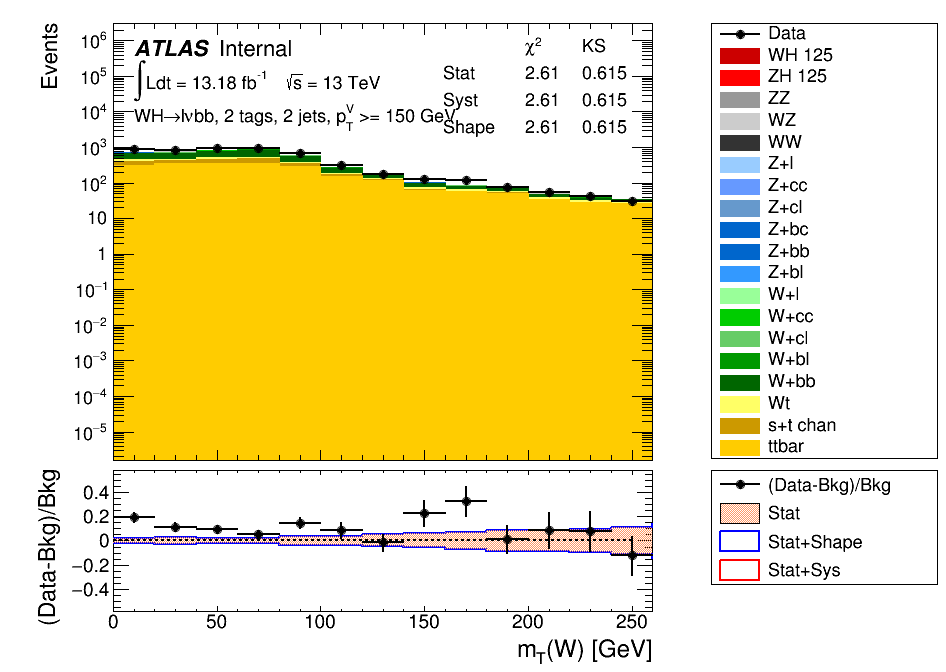 Events
10⁶
10⁵
10⁴
10³
10²
10
1
10⁻¹
10⁻²
10⁻³
10⁻⁴
10⁻⁵
ATLAS Internal
∫Ldt = 13.18 fb⁻¹ √s = 13 TeV
WH→lνbb, 2 tags, 2 jets, p_T^V >= 150 GeV
χ² KS
Stat 2.61 0.615
Syst 2.61 0.615
Shape 2.61 0.615
Data
WH 125
ZH 125
ZZ
WZ
WW
Z+l
Z+cc
Z+cl
Z+bc
Z+bb
Z+bl
W+l
W+cc
W+cl
W+bl
W+bb
Wt
s+t chan
ttbar
(Data-Bkg)/Bkg
0.4
0.2
0
−0.2
−0.4
0 50 100 150 200 250
m_T(W) [GeV]
(Data-Bkg)/Bkg
Stat
Stat+Shape
Stat+Sys